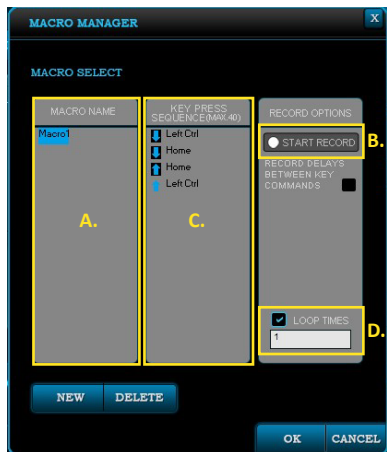 MACRO MANAGER
X
MACRO SELECT
MACRO NAME
Macro1
A.
KEY PRESS
SEQUENCE(MAX.40)
Left Ctrl
Home
Home
Left Ctrl
C.
RECORD OPTIONS
START RECORD
B.
RECORD DELAYS
BETWEEN KEY
COMMANDS
LOOP TIMES
1
D.
NEW
DELETE
OK
CANCEL